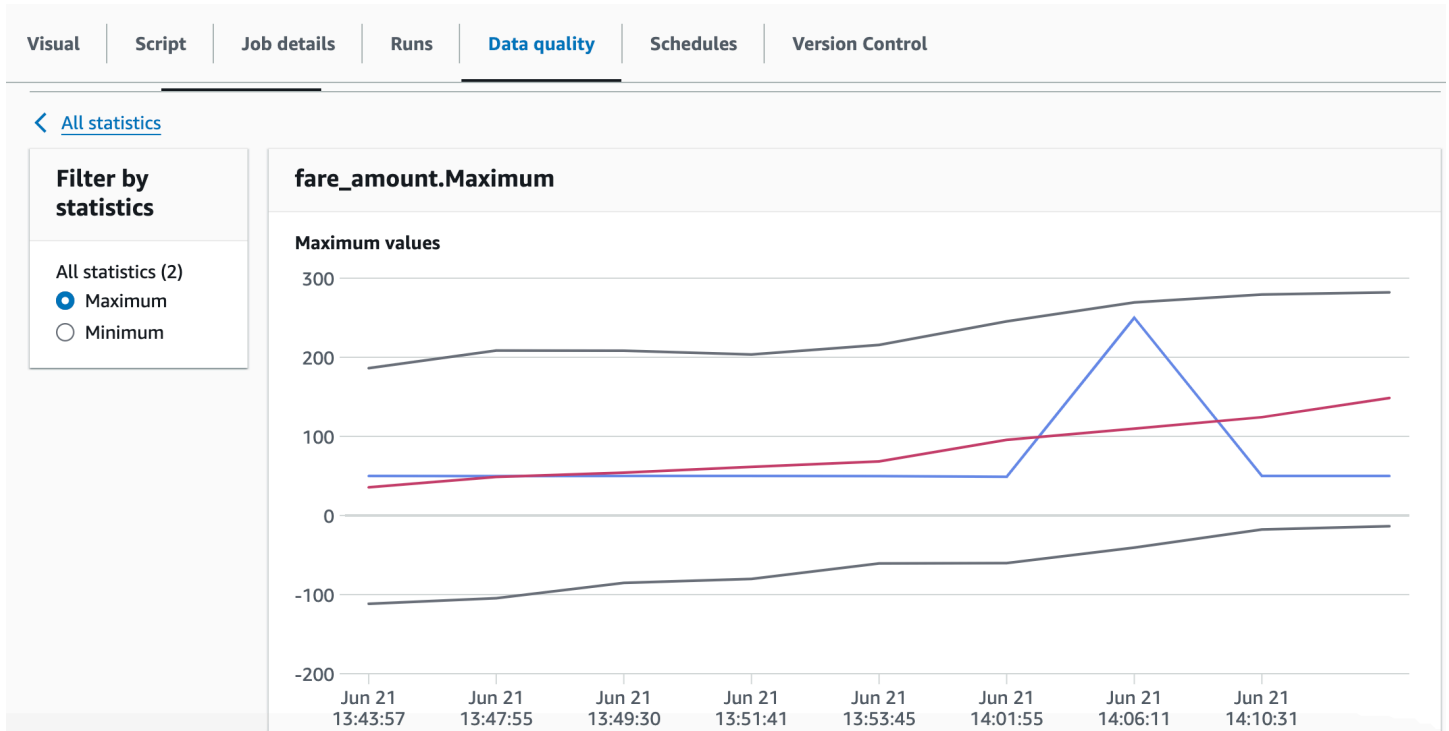 Visual Script Job details Runs Data quality Schedules Version Control
All statistics
Filter by
statistics
All statistics (2)
Maximum
Minimum
fare_amount.Maximum
Maximum values
300
200
100
0
-100
-200
Jun 21 Jun 21 Jun 21 Jun 21 Jun 21 Jun 21 Jun 21 Jun 21
13:43:57 13:47:55 13:49:30 13:51:41 13:53:45 14:01:55 14:06:11 14:10:31